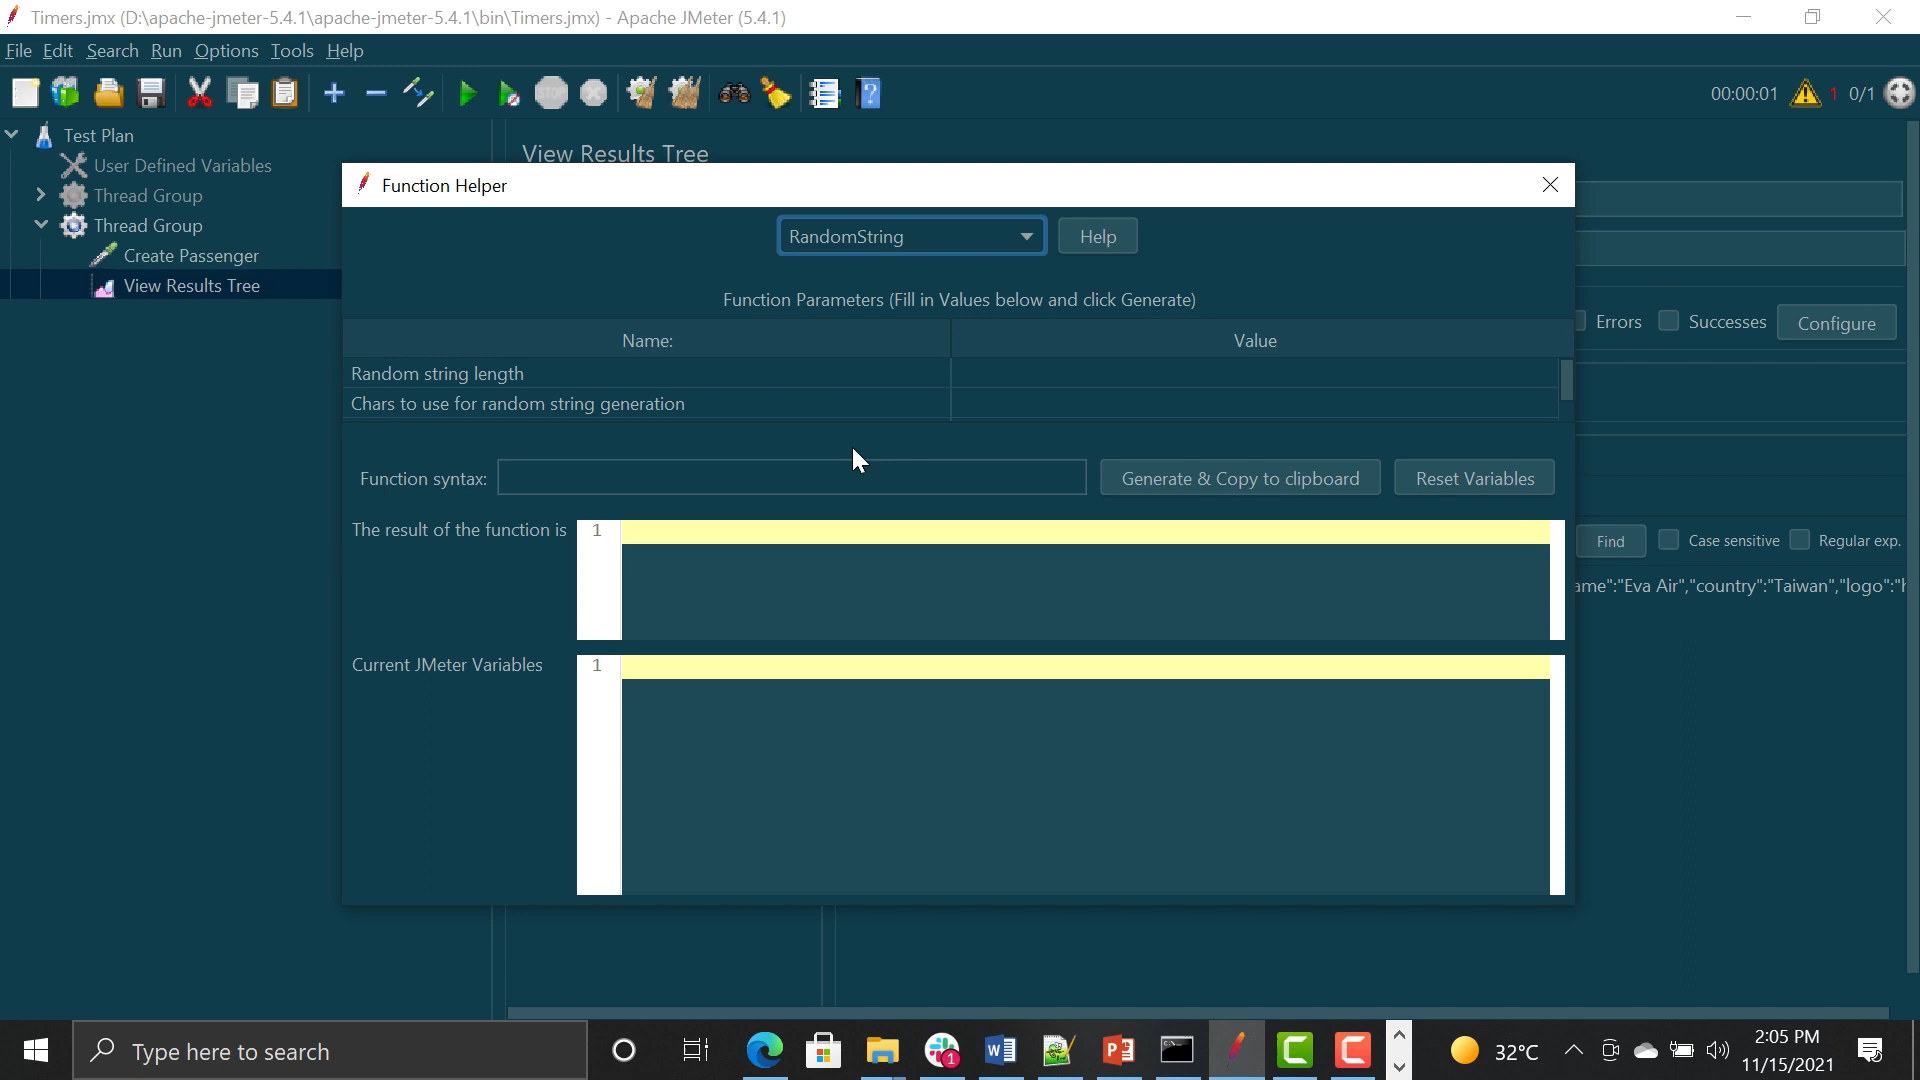 Timers.jmx (D:\apache-jmeter-5.4.1\apache-jmeter-5.4.1\bin\Timers.jmx) - Apache JMeter (5.4.1)
File Edit Search Run Options Tools Help
STOP
00:00:01 1 0/1
Test Plan
User Defined Variables
Thread Group
Thread Group
Create Passenger
View Results Tree
View Results Tree
Function Helper
RandomString Help
Function Parameters (Fill in Values below and click Generate)
Name: Value
Random string length
Chars to use for random string generation
Function syntax: Generate & Copy to clipboard Reset Variables
The result of the function is 1
Current JMeter Variables 1
Errors Successes Configure
Find Case sensitive Regular exp.
ame":"Eva Air","country":"Taiwan","logo":"h
Type here to search
1
32°C
2:05 PM
11/15/2021